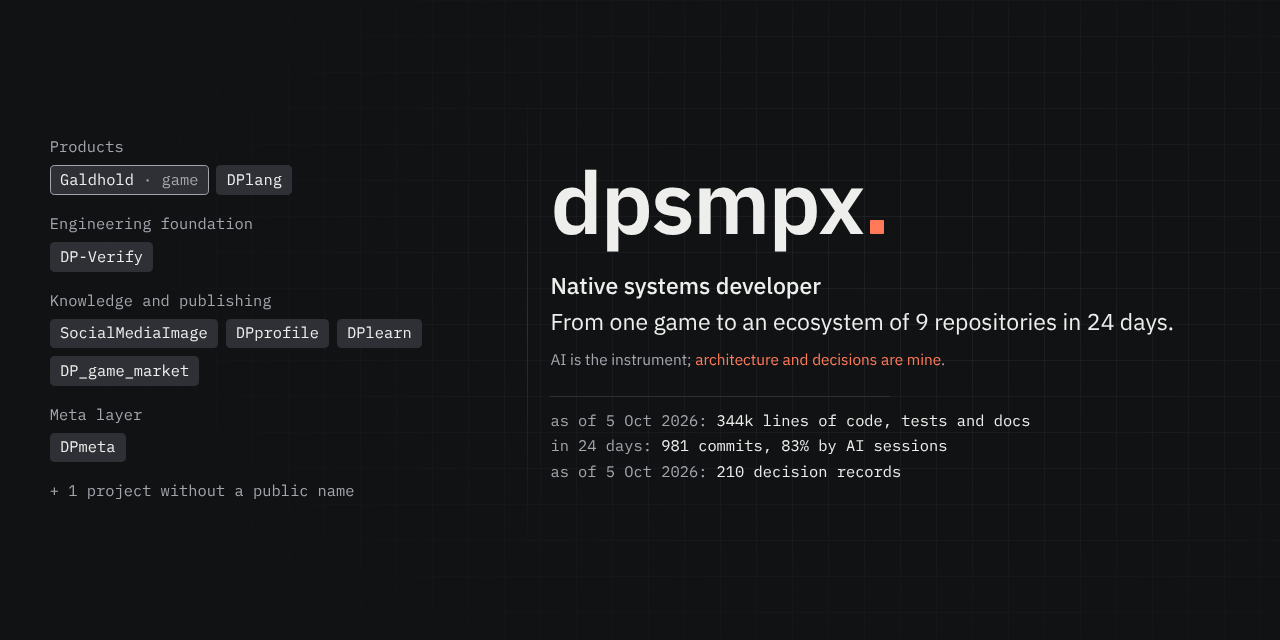 Products
Galdhold · game DPlang
Engineering foundation
DP-Verify
Knowledge and publishing
SocialMediaImage DPprofile DPlearn
DP_game_market
Meta layer
DPmeta
+ 1 project without a public name
dpsmpx.
Native systems developer
From one game to an ecosystem of 9 repositories in 24 days.
AI is the instrument; architecture and decisions are mine.
as of 5 Oct 2026: 344k lines of code, tests and docs
in 24 days: 981 commits, 83% by AI sessions
as of 5 Oct 2026: 210 decision records